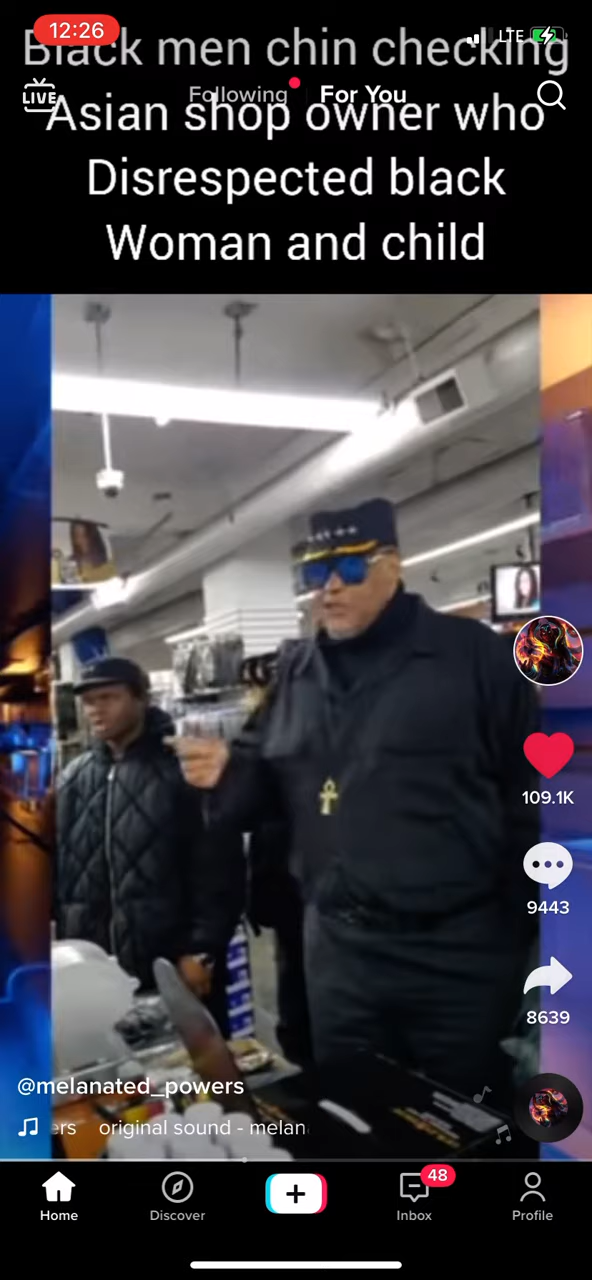 12:26
LTE
Black men chin checking
LIVE
Following
For You
Asian shop owner who
Disrespected black
Woman and child
109.1K
9443
8639
@melanated_powers
ers original sound - melan
48
Home
Discover
Inbox
Profile